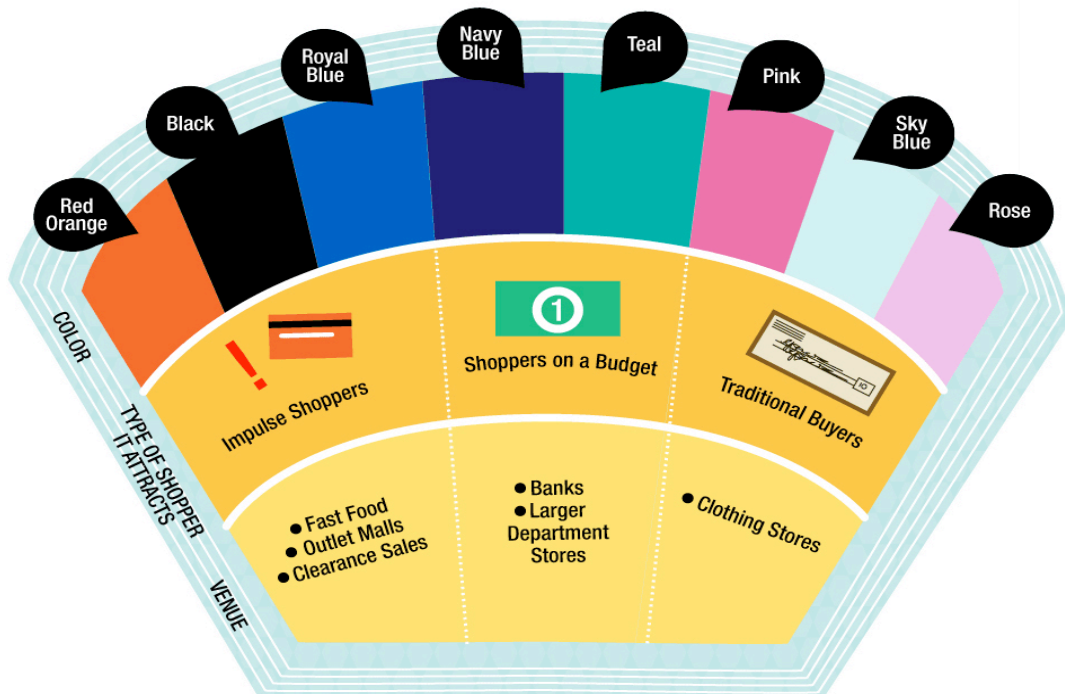 Red
Orange
Black
Royal
Blue
Navy
Blue
Teal
Pink
Sky
Blue
Rose
COLOR
TYPE OF SHOPPER
IT ATTRACTS
VENUE
Impulse Shoppers
1
Shoppers on a Budget
Traditional Buyers
● Fast Food
● Outlet Malls
● Clearance Sales
● Banks
● Larger
Department
Stores
● Clothing Stores